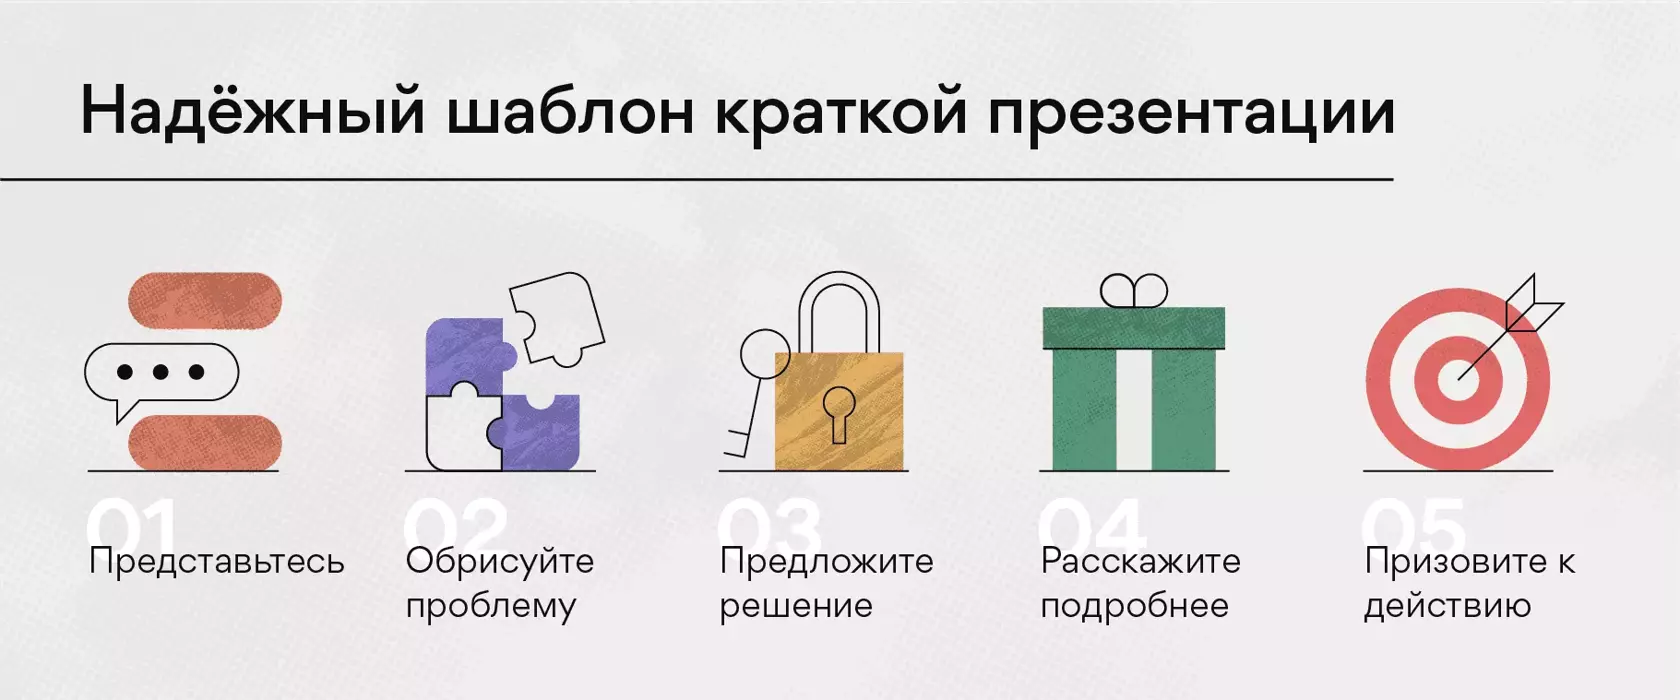 Надёжный шаблон краткой презентации
01
Представьтесь
02
Обрисуйте
проблему
03
Предложите
решение
04
Расскажите
подробнее
05
Призовите к
действию